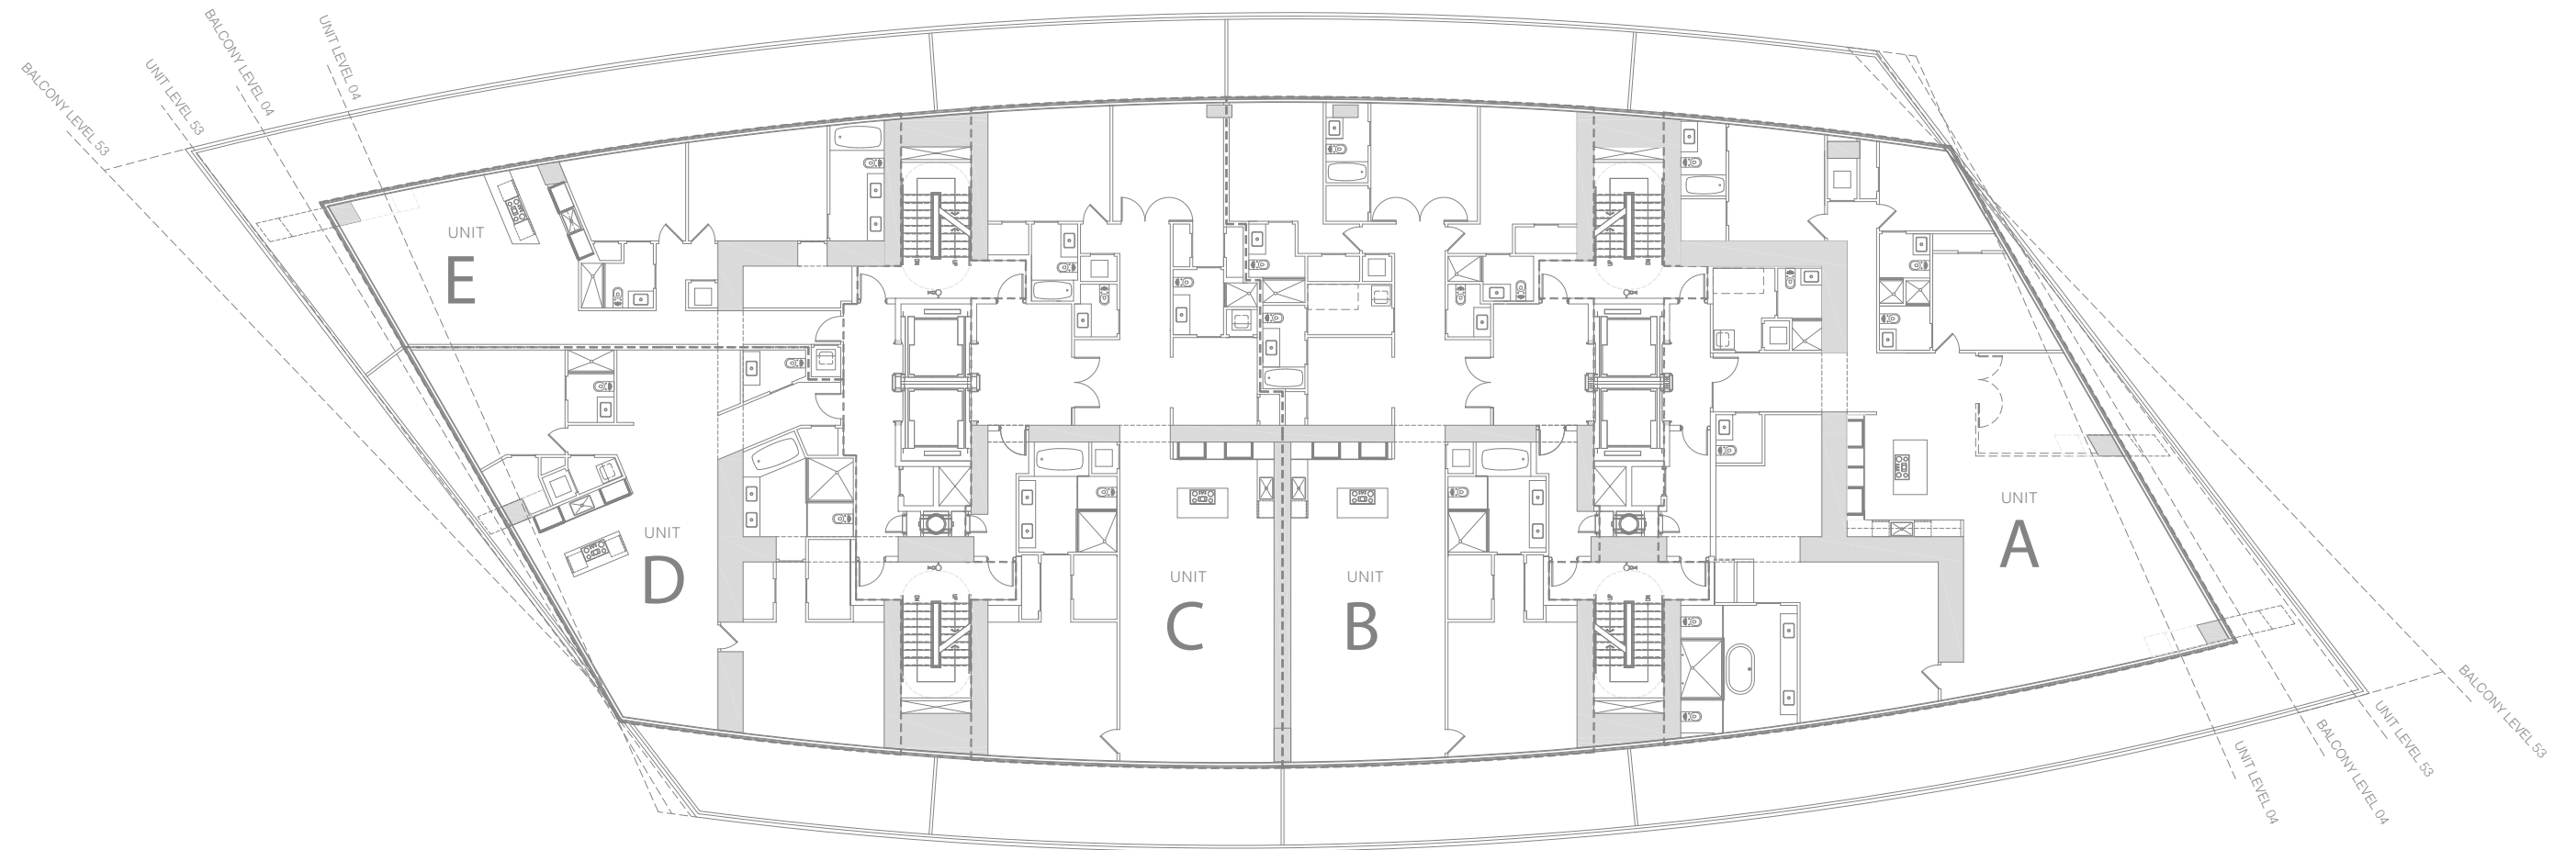 BALCONY LEVEL 53
UNIT LEVEL 53
BALCONY LEVEL 04
UNIT LEVEL 04
UNIT
E
UNIT
D
UNIT
C
UNIT
B
UNIT
A
UNIT LEVEL 04
BALCONY LEVEL 04
UNIT LEVEL 53
BALCONY LEVEL 53